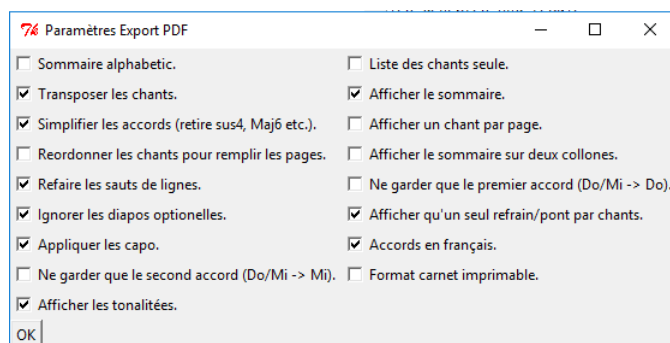 Paramètres Export PDF
Sommaire alphabetic.
Liste des chants seule.
Transposer les chants.
Afficher le sommaire.
Simplifier les accords (retire sus4, Maj6 etc.).
Afficher un chant par page.
Reordonner les chants pour remplir les pages.
Afficher le sommaire sur deux collones.
Refaire les sauts de lignes.
Ne garder que le premier accord (Do/Mi -> Do).
Ignorer les diapos optionelles.
Afficher qu'un seul refrain/pont par chants.
Appliquer les capo.
Accords en français.
Ne garder que le second accord (Do/Mi -> Mi).
Format carnet imprimable.
Afficher les tonalitées.
OK